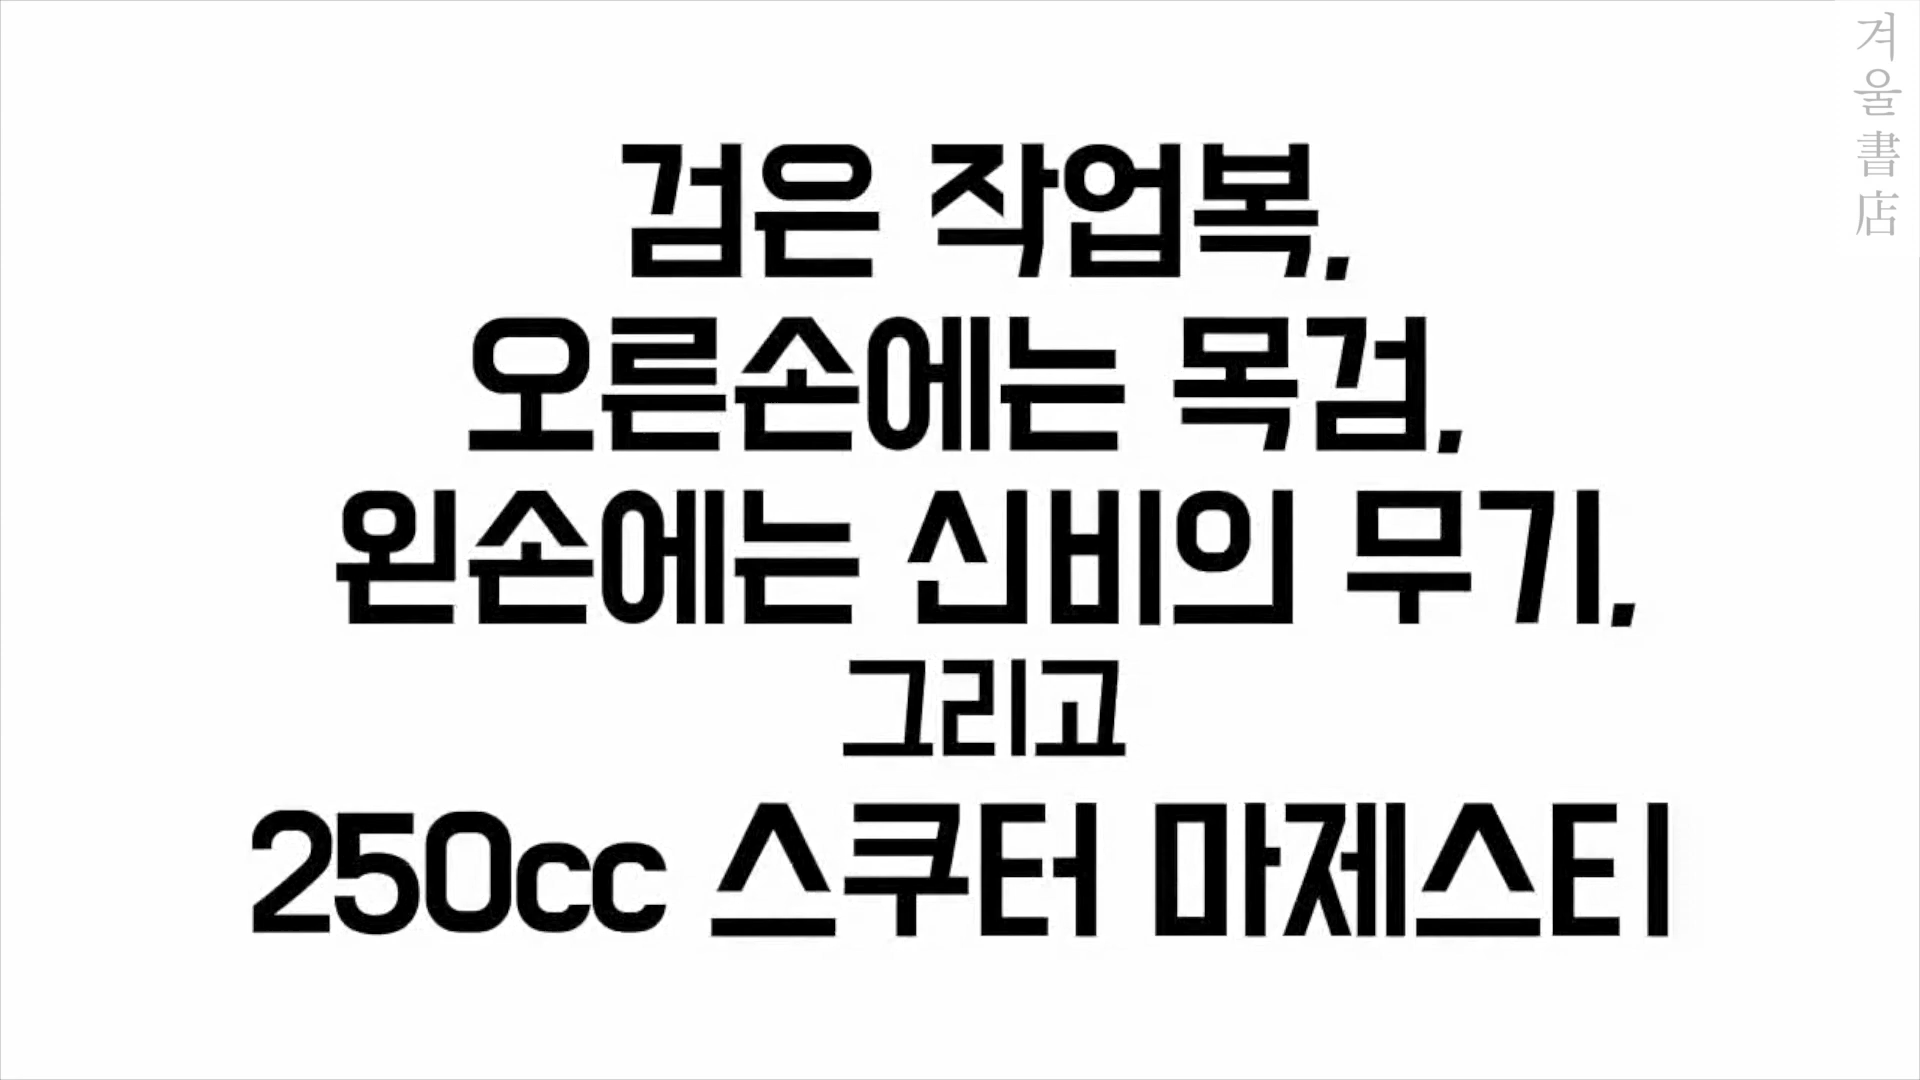 검은 작업복,
오른손에는 목검,
왼손에는 신비의 무기,
그리고
250cc 스쿠터 마제스티
겨울書店